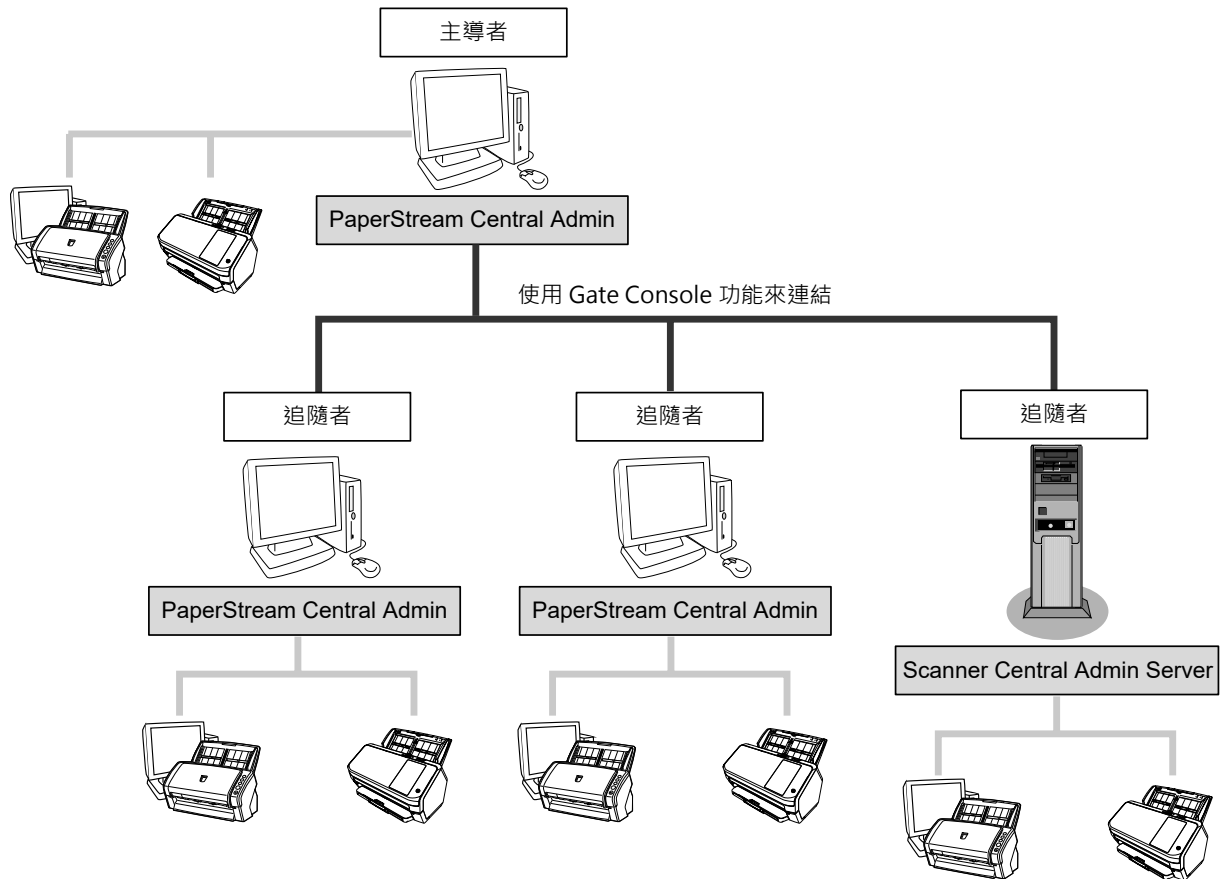 主導者
PaperStream Central Admin
使用 Gate Console 功能來連結
追隨者
追隨者
追隨者
PaperStream Central Admin
PaperStream Central Admin
Scanner Central Admin Server